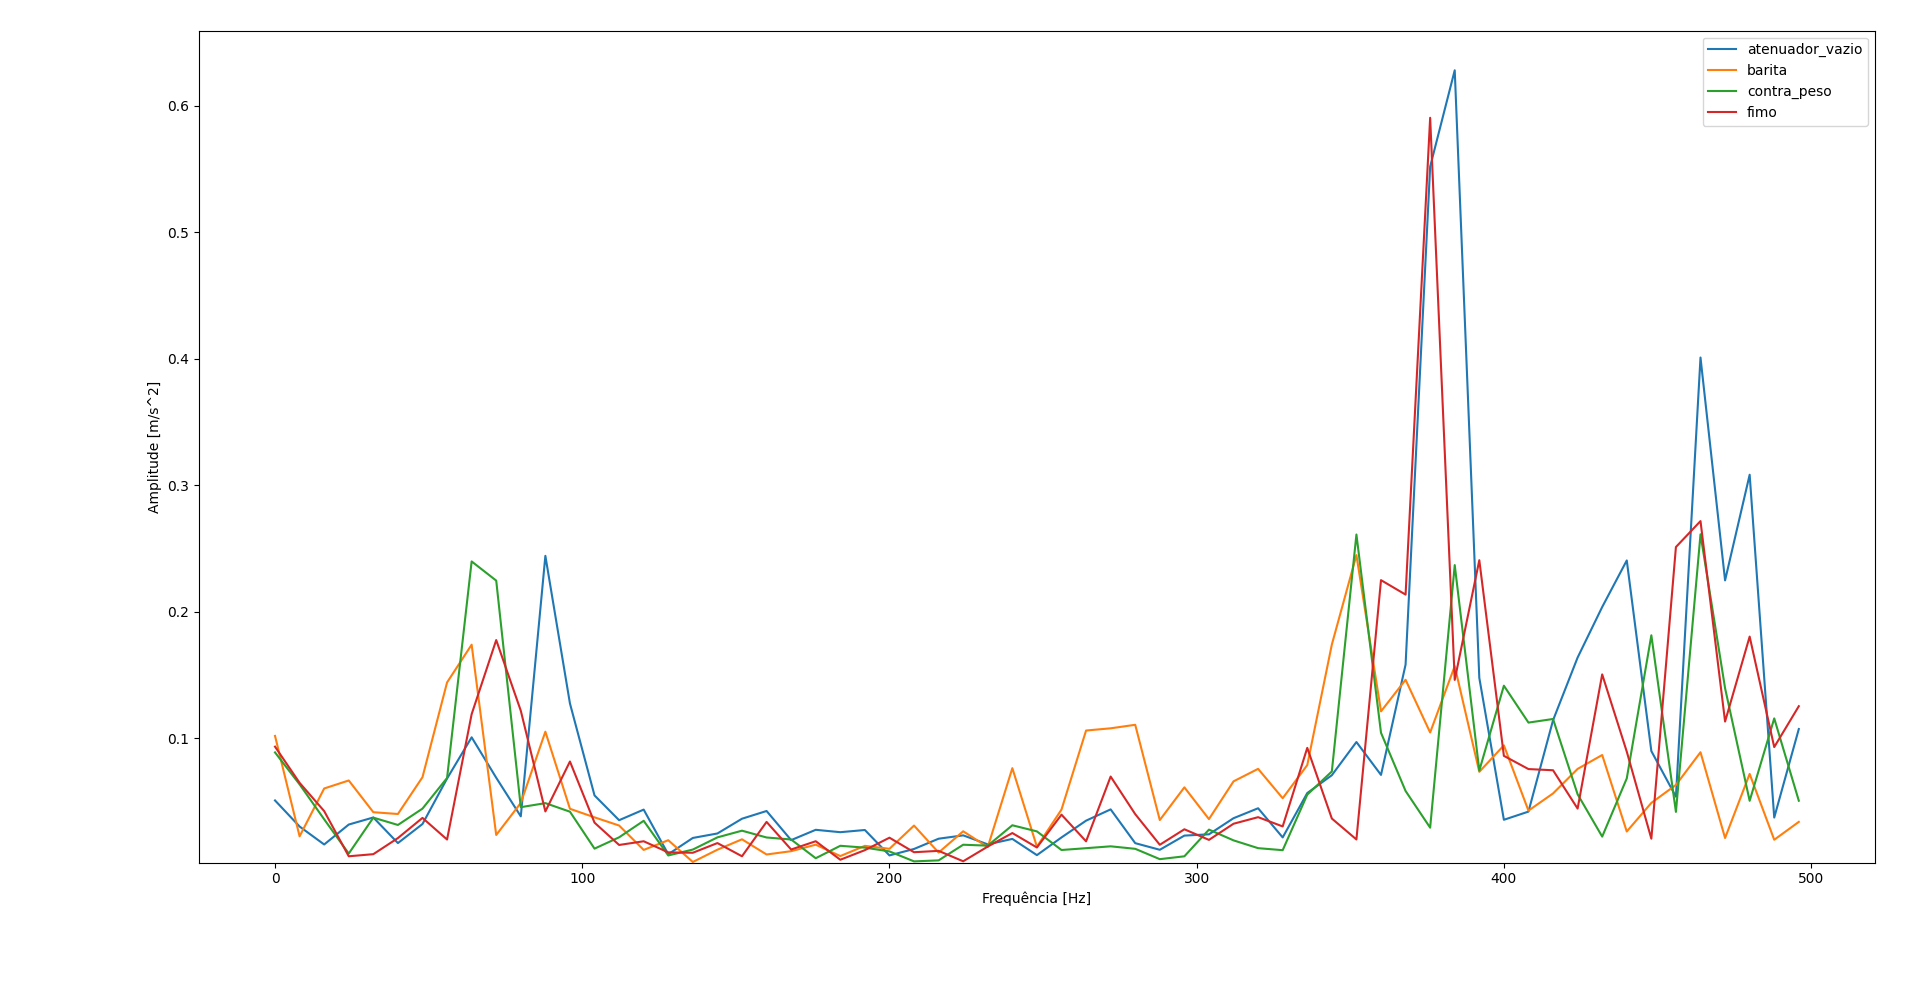 atenuador_vazio
barita
contra_peso
fimo
0.6
0.5
0.4
0.3
0.2
0.1
Amplitude [m/s^2]
0 100 200 300 400 500
Frequência [Hz]